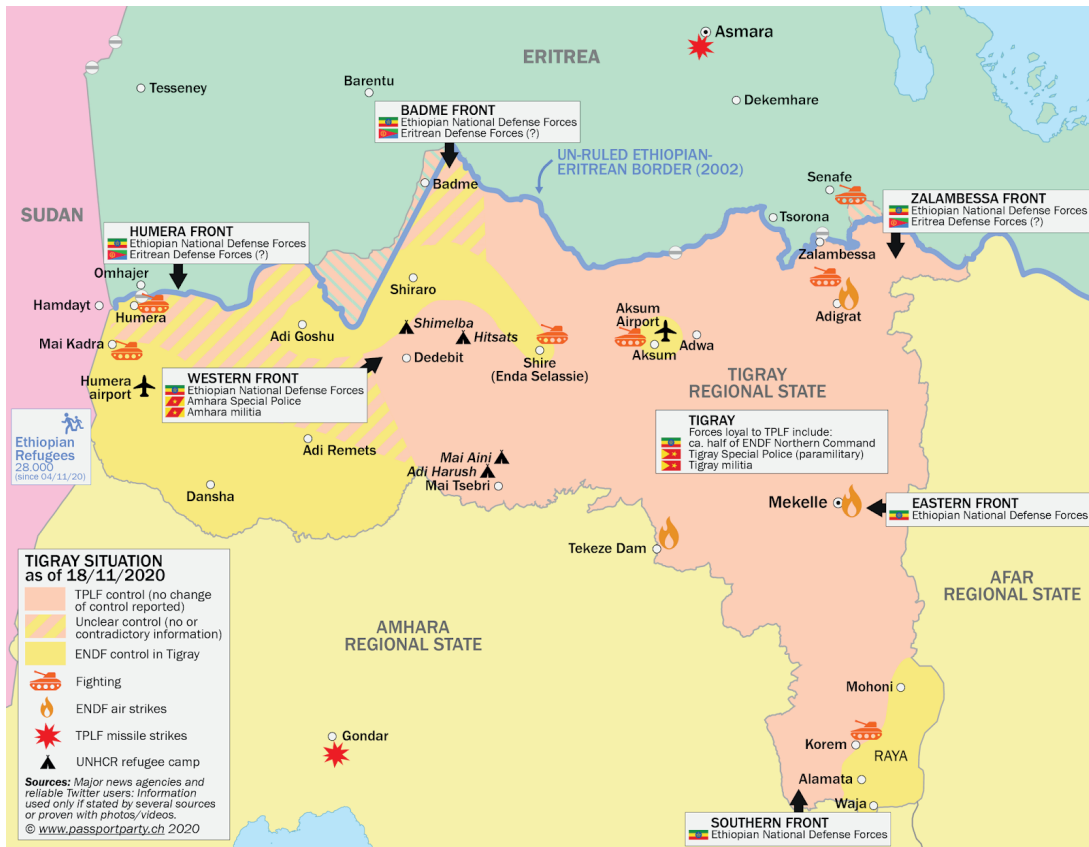 Asmara
ERITREA
Tesseney
Barentu
Dekemhare
BADME FRONT
Ethiopian National Defense Forces
Eritrean Defense Forces (?)
UN-RULED ETHIOPIAN-
ERITREAN BORDER (2002)
Badme
Senafe
SUDAN
ZALAMBESSA FRONT
Ethiopian National Defense Forces
Eritrea Defense Forces (?)
Tsorona
HUMERA FRONT
Ethiopian National Defense Forces
Eritrean Defense Forces (?)
Zalambessa
Omhajer
Shiraro
Hamdayt
Humera
Aksum
Airport
Adigrat
Shimelba
Hitsats
Adi Goshu
Mai Kadra
Aksum
Adwa
Dedebit
Shire
(Enda Selassie)
Humera
airport
WESTERN FRONT
Ethiopian National Defense Forces
Amhara Special Police
Amhara militia
TIGRAY
REGIONAL STATE
Ethiopian
Refugees
28.000
(since 04/11/20)
TIGRAY
Forces loyal to TPLF include:
ca. half of ENDF Northern Command
Tigray Special Police (paramilitary)
Tigray militia
Adi Remets
Mai Aini
Adi Harush
Mai Tsebri
Dansha
Mekelle
EASTERN FRONT
Ethiopian National Defense Forces
Tekeze Dam
AFAR
REGIONAL STATE
AMHARA
REGIONAL STATE
TIGRAY SITUATION
as of 18/11/2020
TPLF control (no change
of control reported)
Unclear control (no or
contradictory information)
ENDF control in Tigray
Fighting
ENDF air strikes
TPLF missile strikes
UNHCR refugee camp
Sources: Major news agencies and
reliable Twitter users: Information
used only if stated by several sources
or proven with photos/videos.
© www.passportparty.ch 2020
Gondar
Mohoni
Korem
RAYA
Alamata
Waja
SOUTHERN FRONT
Ethiopian National Defense Forces